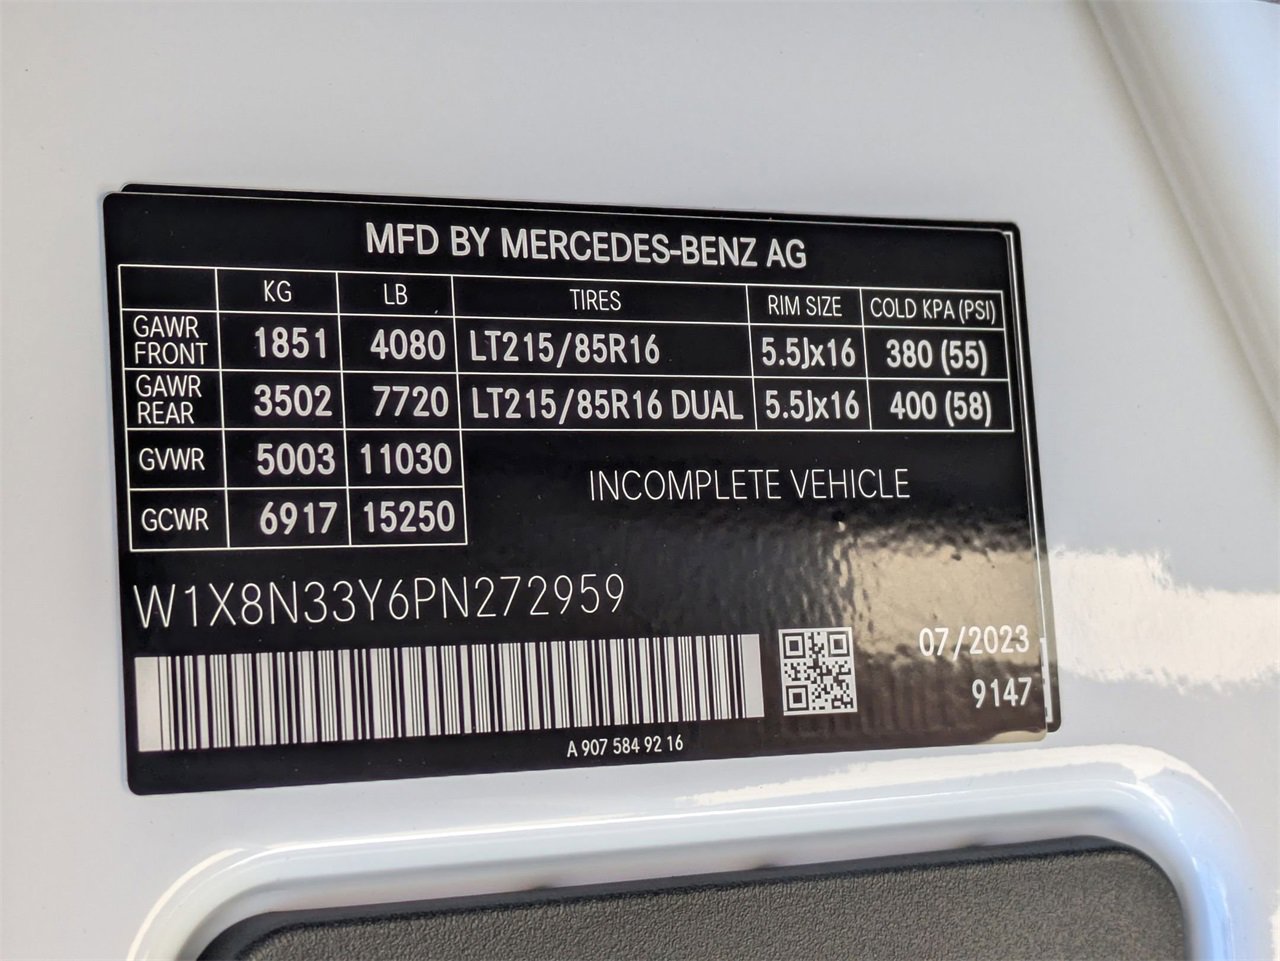 MFD BY MERCEDES-BENZ AG
KG LB TIRES RIM SIZE COLD KPA (PSI)
GAWR FRONT 1851 4080 LT215/85R16 5.5Jx16 380 (55)
GAWR REAR 3502 7720 LT215/85R16 DUAL 5.5Jx16 400 (58)
GVWR 5003 11030
INCOMPLETE VEHICLE
GCWR 6917 15250
W1X8N33Y6PN272959
07/2023
9147
A 907 584 92 16